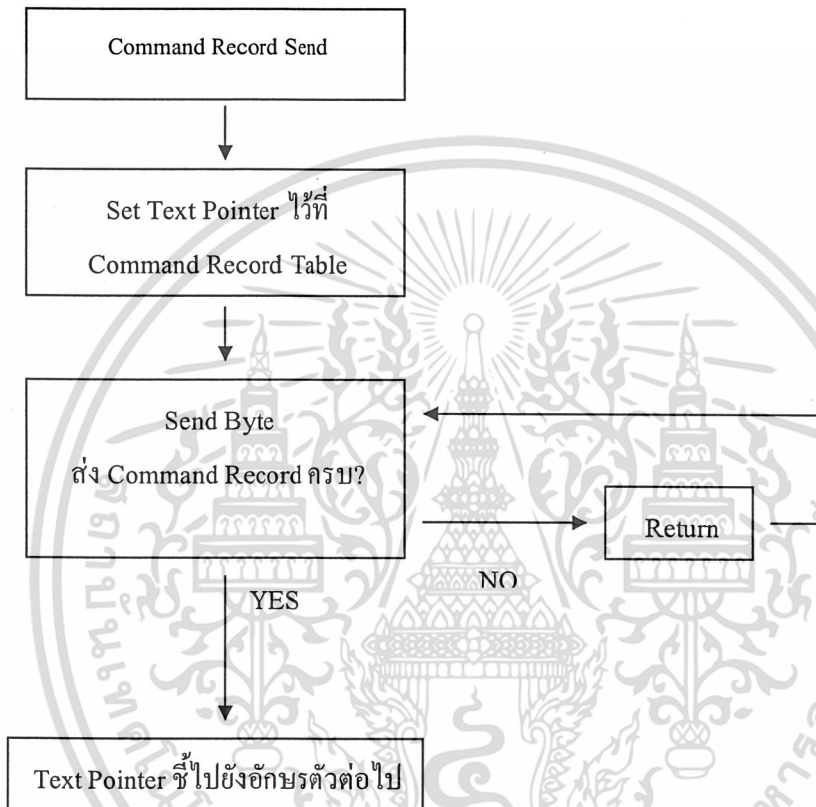 Command Record Send
Set Text Pointer ไว้ที่
Command Record Table
Send Byte
ส่ง Command Record ครบ?
Return
NO
YES
Text Pointer ชี้ไปยังอักษรตัวต่อไป